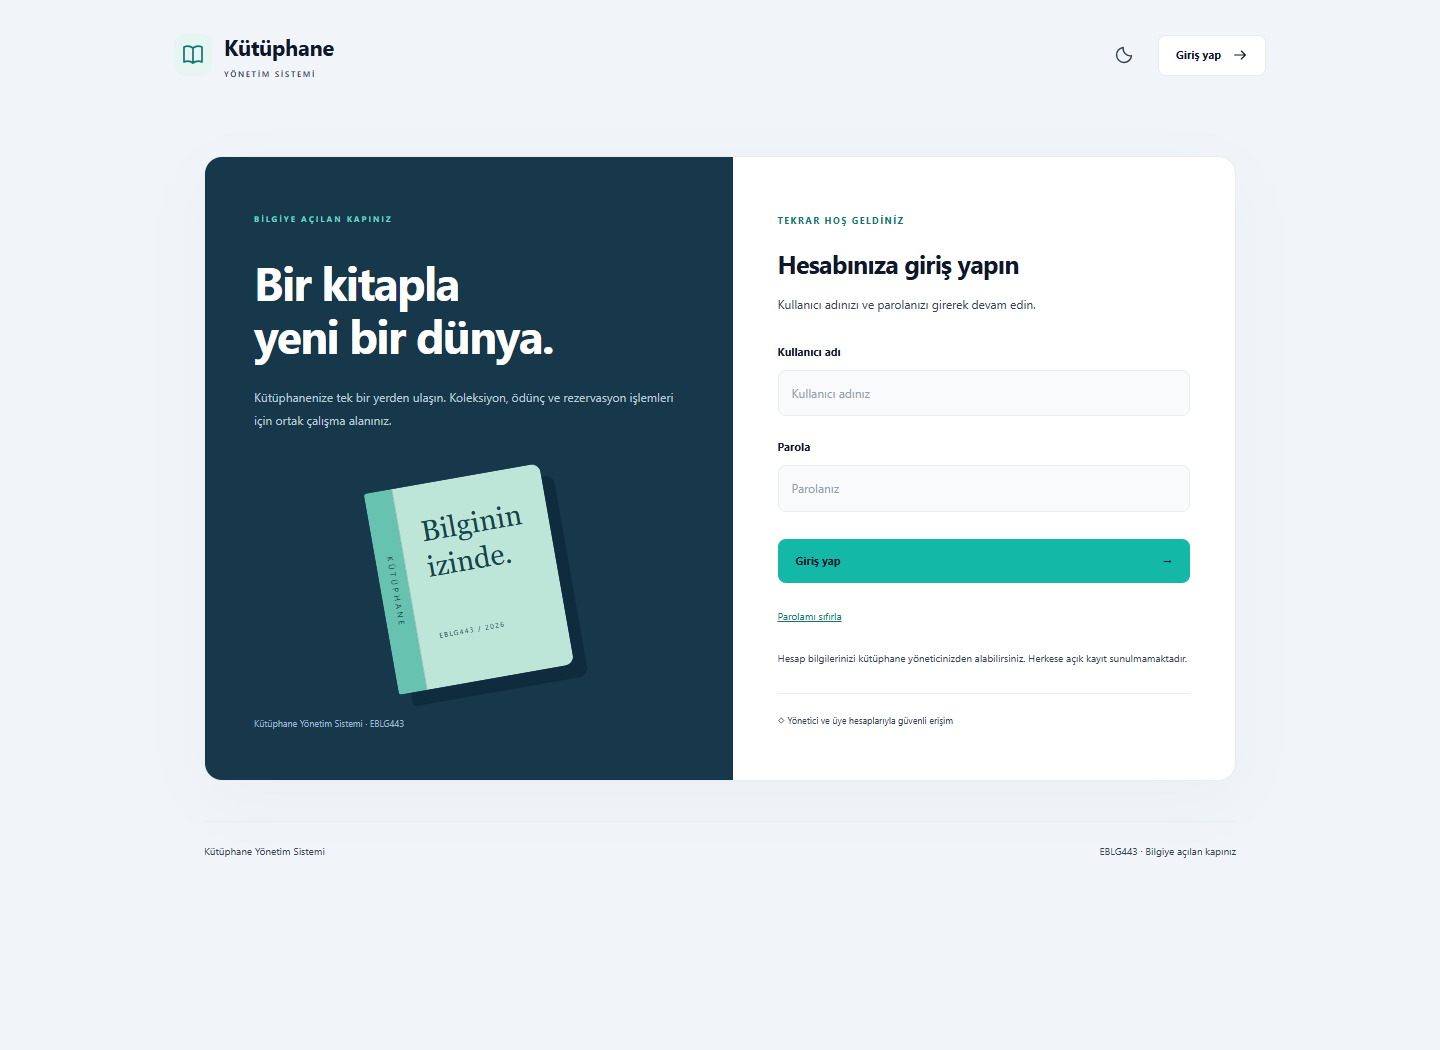 Kütüphane
YÖNETİM SİSTEMİ
Giriş yap →
BİLGİYE AÇILAN KAPINIZ
Bir kitapla
yeni bir dünya.
Kütüphanenize tek bir yerden ulaşın. Koleksiyon, ödünç ve rezervasyon işlemleri
için ortak çalışma alanınız.
KÜTÜPHANE
Bilginin
izinde.
EBLG443 / 2026
Kütüphane Yönetim Sistemi · EBLG443
TEKRAR HOŞ GELDİNİZ
Hesabınıza giriş yapın
Kullanıcı adınızı ve parolanızı girerek devam edin.
Kullanıcı adı
Kullanıcı adınız
Parola
Parolanız
Giriş yap →
Parolamı sıfırla
Hesap bilgilerinizi kütüphane yöneticinizden alabilirsiniz. Herkese açık kayıt sunulmamaktadır.
◇ Yönetici ve üye hesaplarıyla güvenli erişim
Kütüphane Yönetim Sistemi
EBLG443 · Bilgiye açılan kapınız